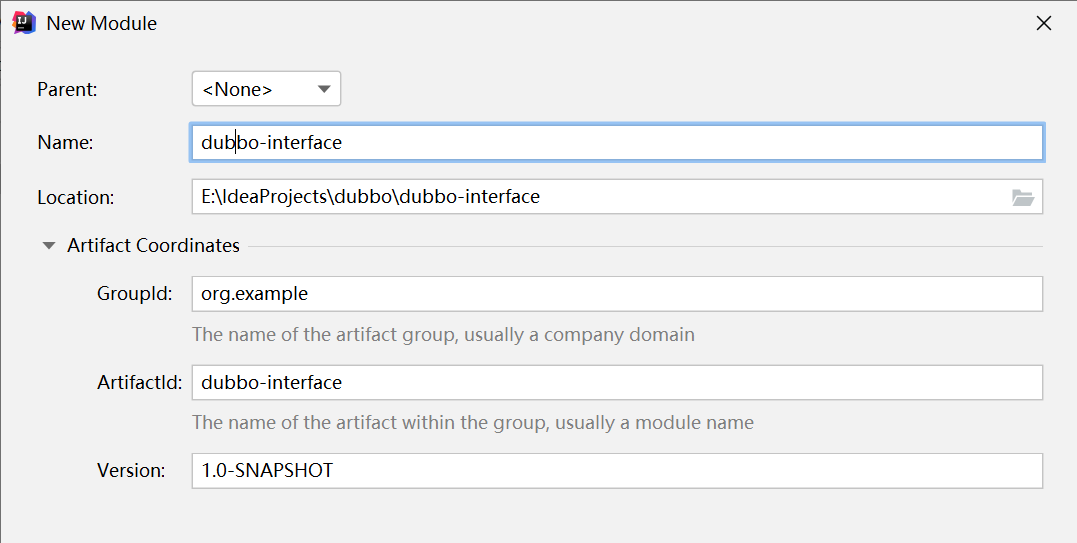 New Module
Parent: <None>
Name: dubbo-interface
Location: E:\IdeaProjects\dubbo\dubbo-interface
Artifact Coordinates
GroupId: org.example
The name of the artifact group, usually a company domain
ArtifactId: dubbo-interface
The name of the artifact within the group, usually a module name
Version: 1.0-SNAPSHOT